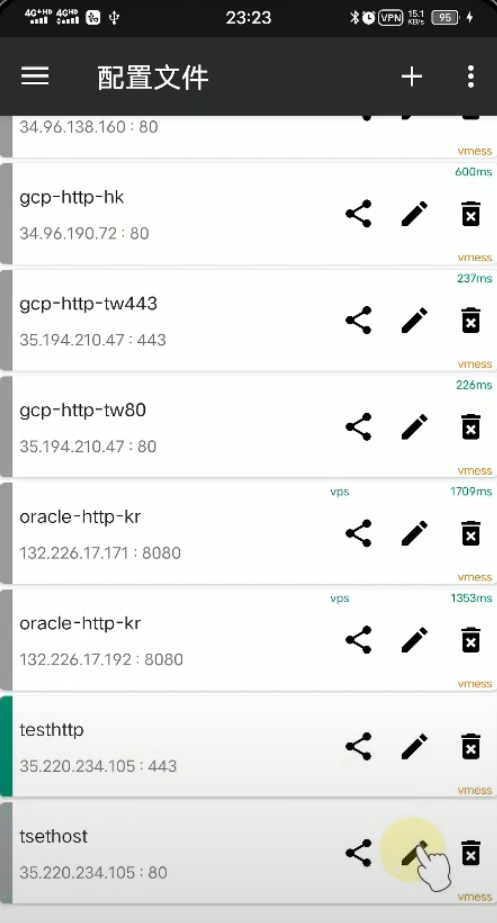 4G+HD 4GHD 23:23 VPN 15.1 KB/s 95
配置文件
34.96.138.160 : 80
vmess
600ms
gcp-http-hk
34.96.190.72 : 80
vmess
237ms
gcp-http-tw443
35.194.210.47 : 443
vmess
226ms
gcp-http-tw80
35.194.210.47 : 80
vmess
vps 1709ms
oracle-http-kr
132.226.17.171 : 8080
vmess
vps 1353ms
oracle-http-kr
132.226.17.192 : 8080
vmess
testhttp
35.220.234.105 : 443
vmess
tsethost
35.220.234.105 : 80
vmess